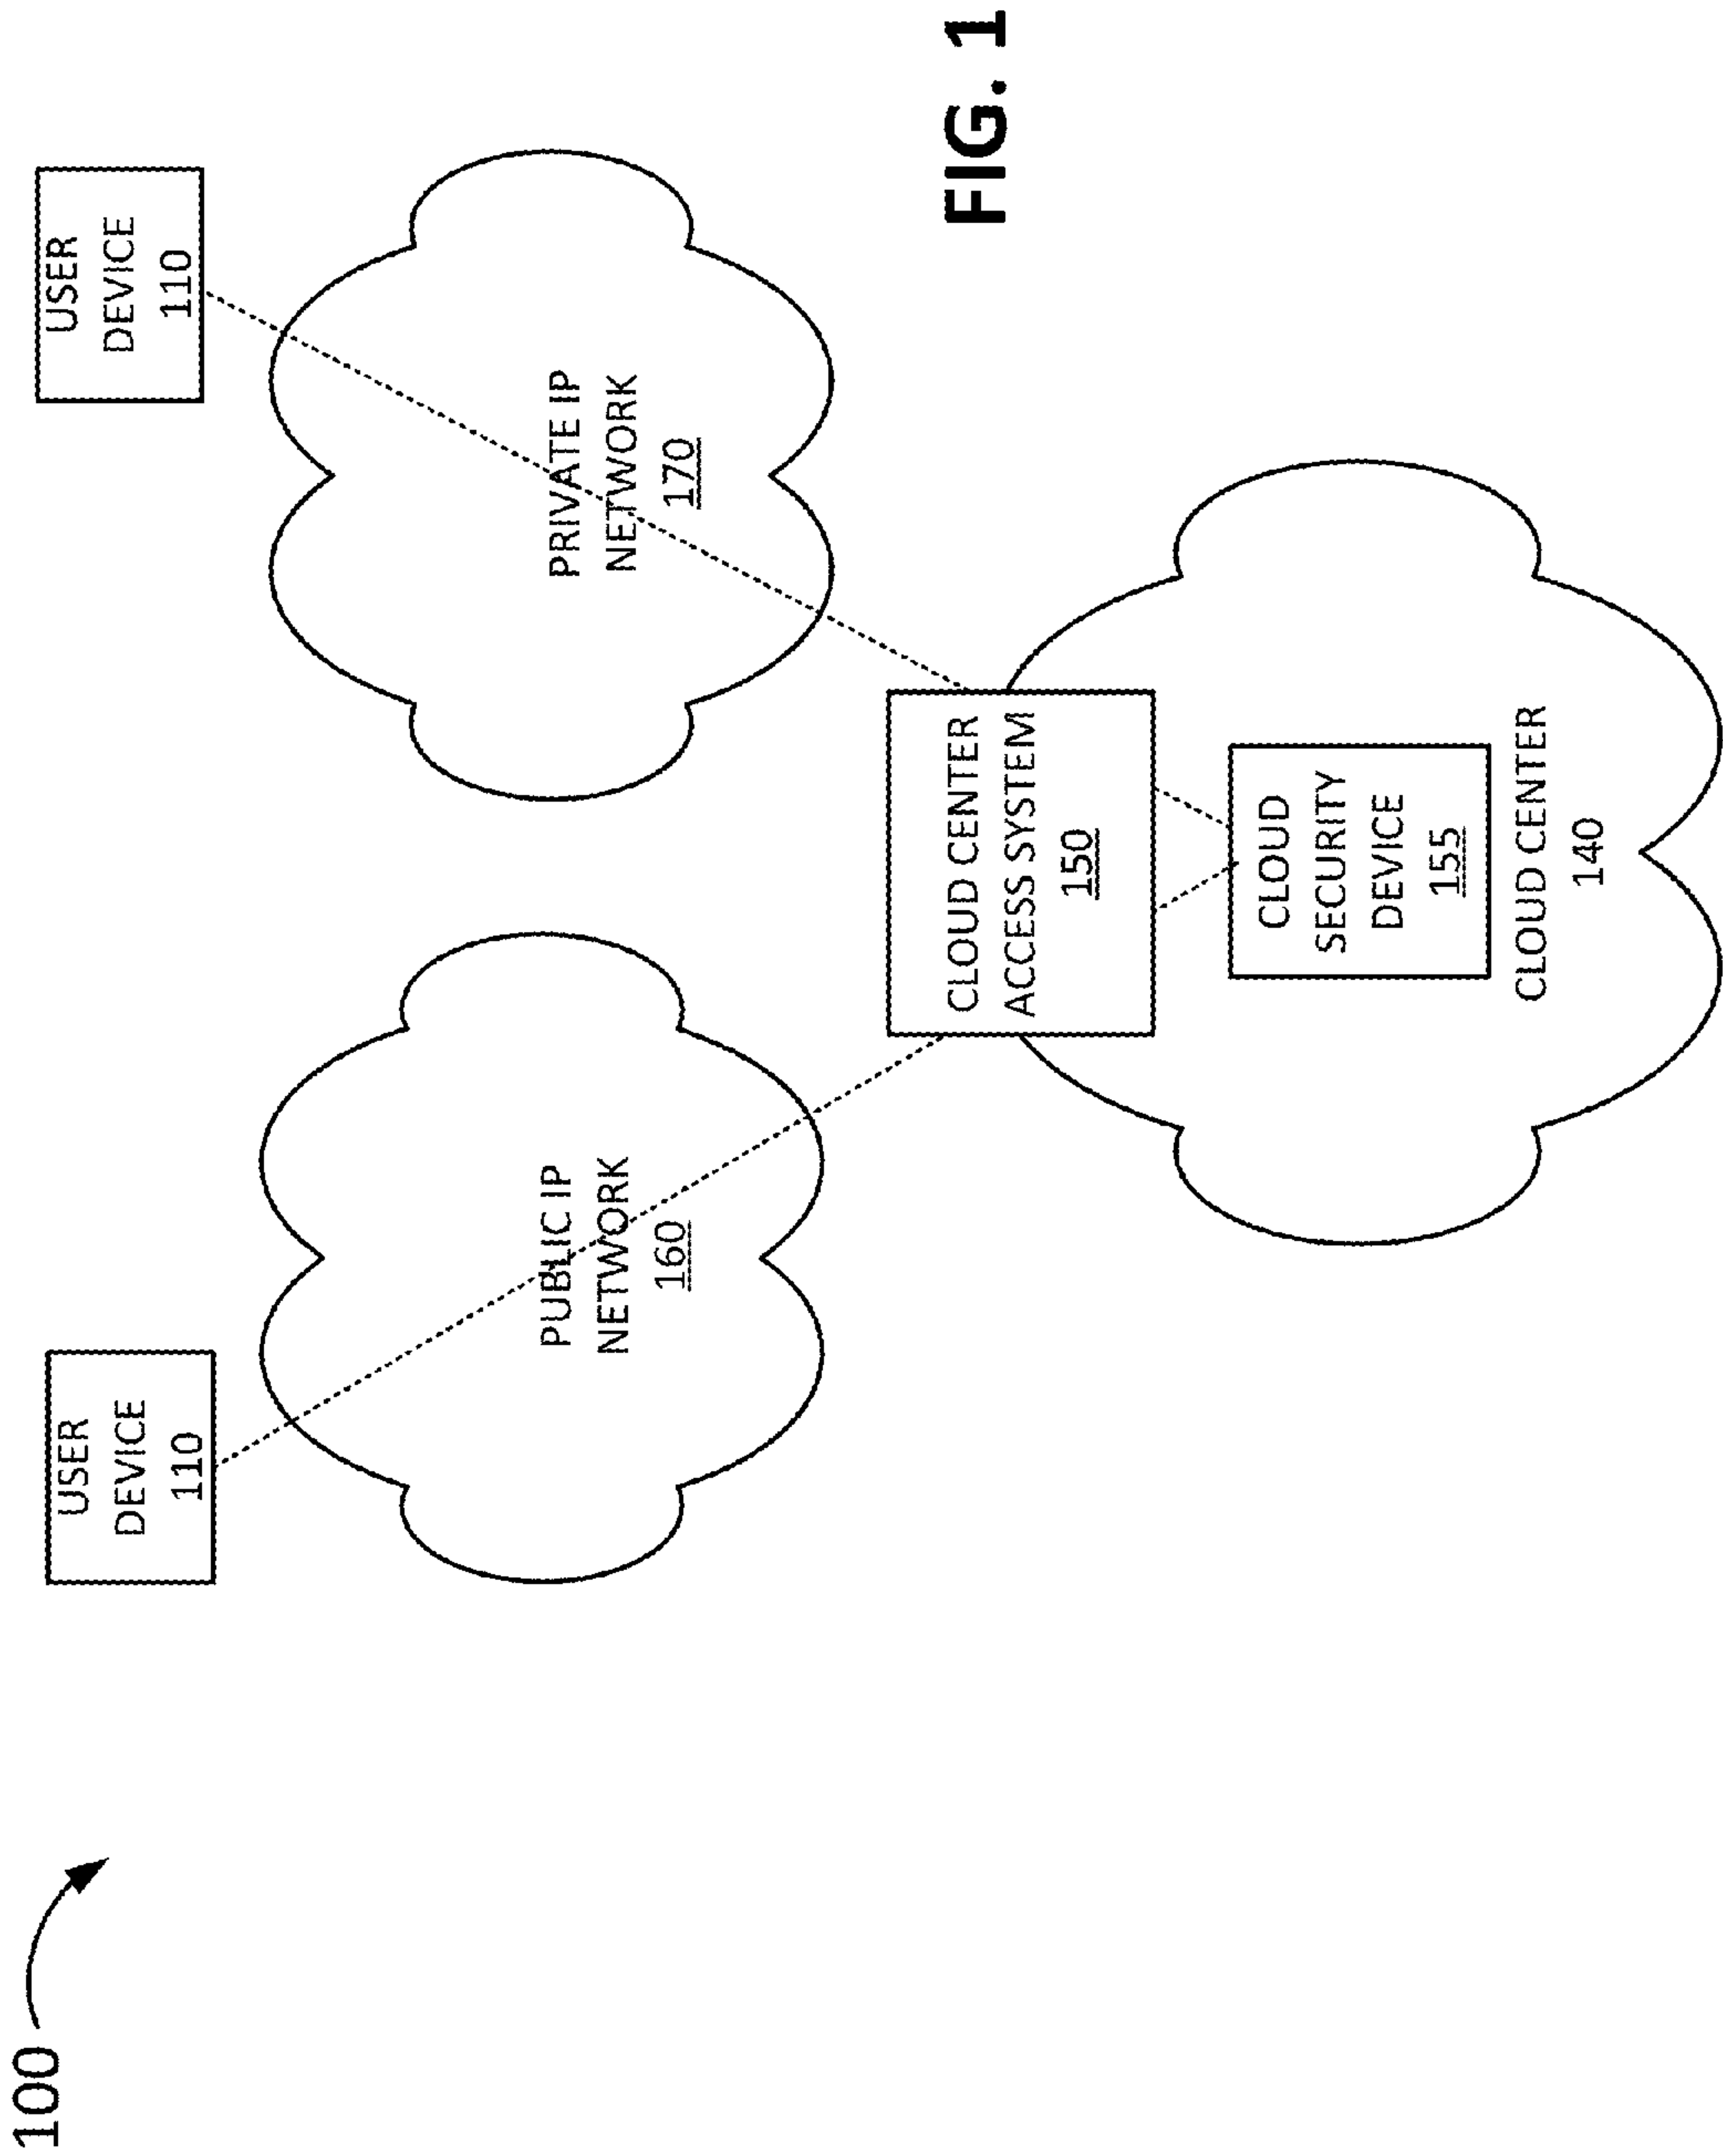 100
USER
DEVICE
110
USER
DEVICE
110
PUBLIC IP
NETWORK
160
PRIVATE IP
NETWORK
170
CLOUD CENTER
ACCESS SYSTEM
150
CLOUD
SECURITY
DEVICE
155
CLOUD CENTER
140
FIG. 1